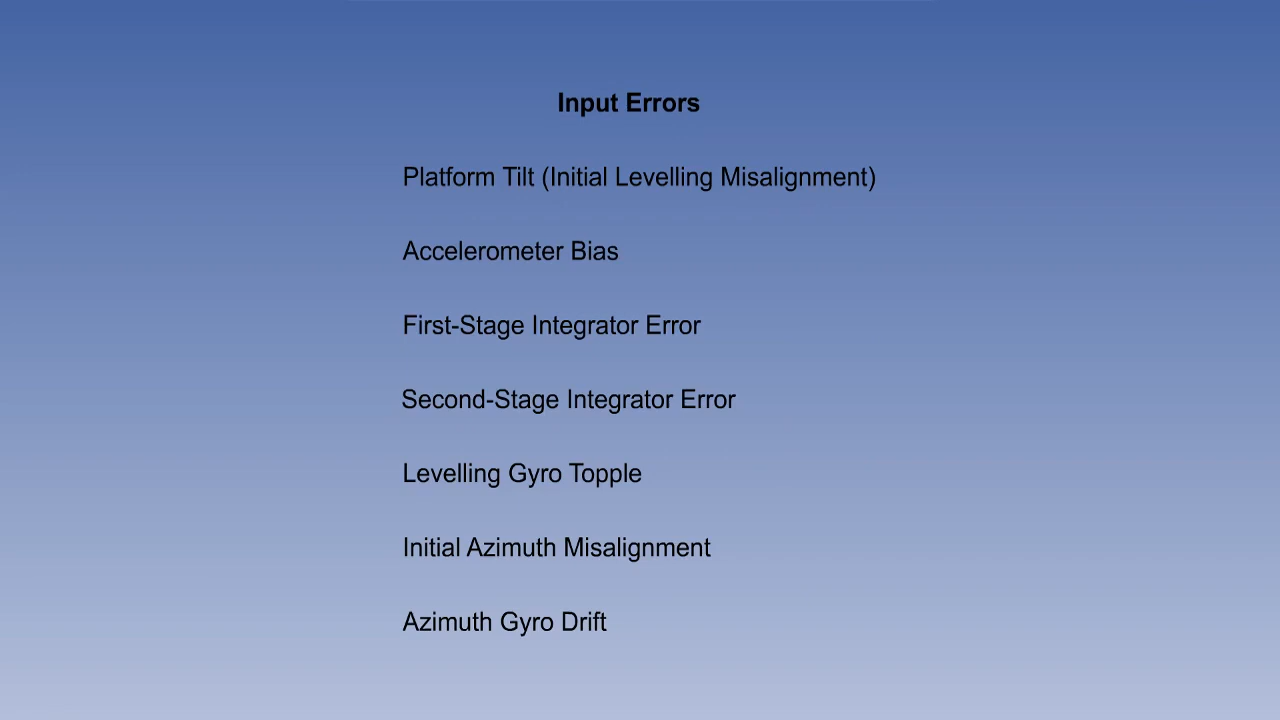 Input Errors
Platform Tilt (Initial Levelling Misalignment)
Accelerometer Bias
First-Stage Integrator Error
Second-Stage Integrator Error
Levelling Gyro Topple
Initial Azimuth Misalignment
Azimuth Gyro Drift